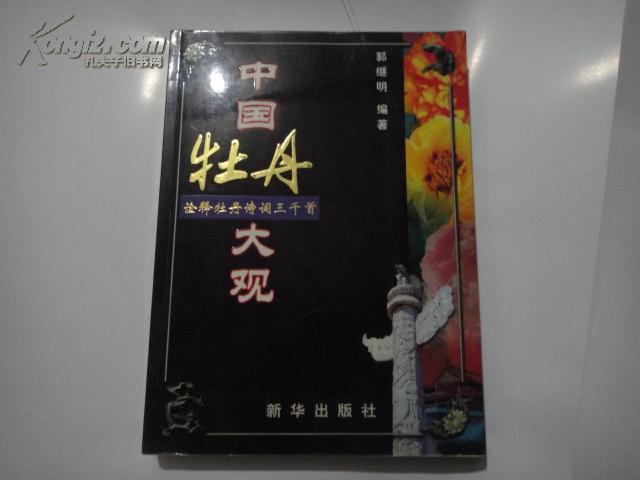 Kongfz.com
孔夫子旧书网
中国
牡丹
诠释牡丹诗词三千首
大观
郭继明 编著
新华出版社